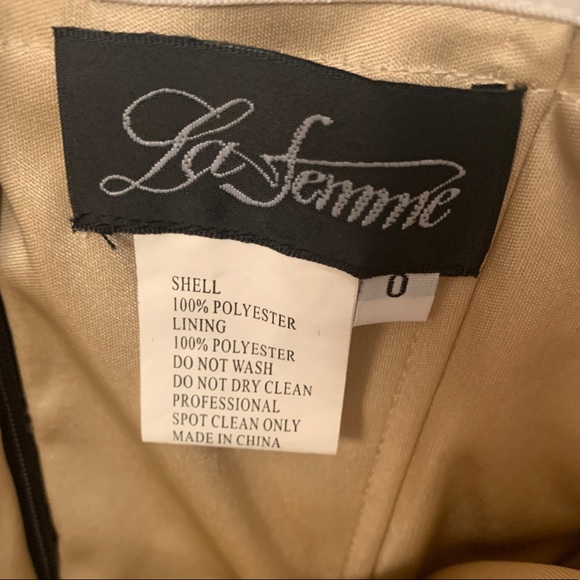 La Femme
0
SHELL
100% POLYESTER
LINING
100% POLYESTER
DO NOT WASH
DO NOT DRY CLEAN
PROFESSIONAL
SPOT CLEAN ONLY
MADE IN CHINA